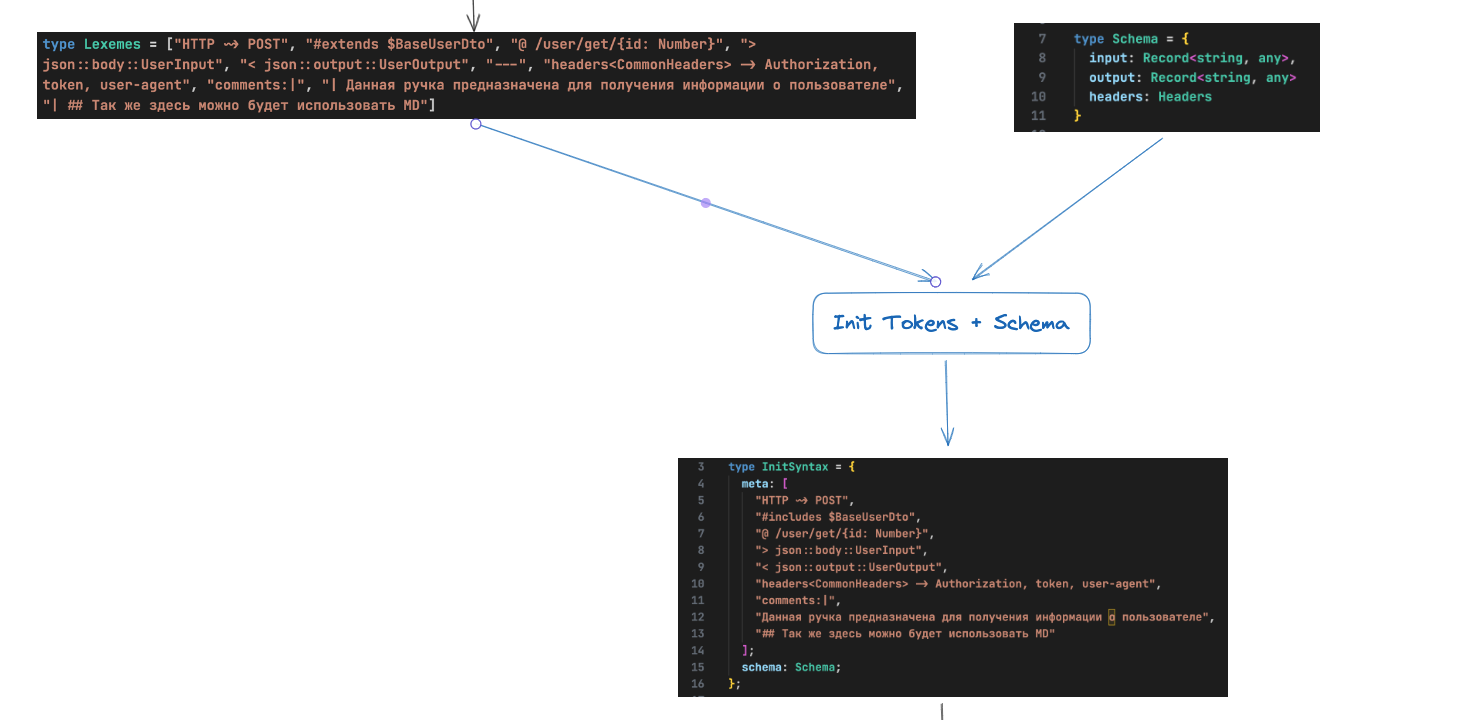 type Lexemes = ["HTTP ~> POST", "#extends $BaseUserDto", "@ /user/get/{id: Number}", ">
json::body::UserInput", "< json::output::UserOutput", "---", "headers<CommonHeaders> -> Authorization,
token, user-agent", "comments:|", "| Данная ручка предназначена для получения информации о пользователе",
"| ## Так же здесь можно будет использовать MD"]
7 type Schema = {
8 input: Record<string, any>,
9 output: Record<string, any>
10 headers: Headers
11 }
Init Tokens + Schema
3 type InitSyntax = {
4 meta: [
5 "HTTP ~> POST",
6 "#includes $BaseUserDto",
7 "@ /user/get/{id: Number}",
8 "> json::body::UserInput",
9 "< json::output::UserOutput",
10 "headers<CommonHeaders> -> Authorization, token, user-agent",
11 "comments:|",
12 "Данная ручка предназначена для получения информации о пользователе",
13 "## Так же здесь можно будет использовать MD"
14 ];
15 schema: Schema;
16 };